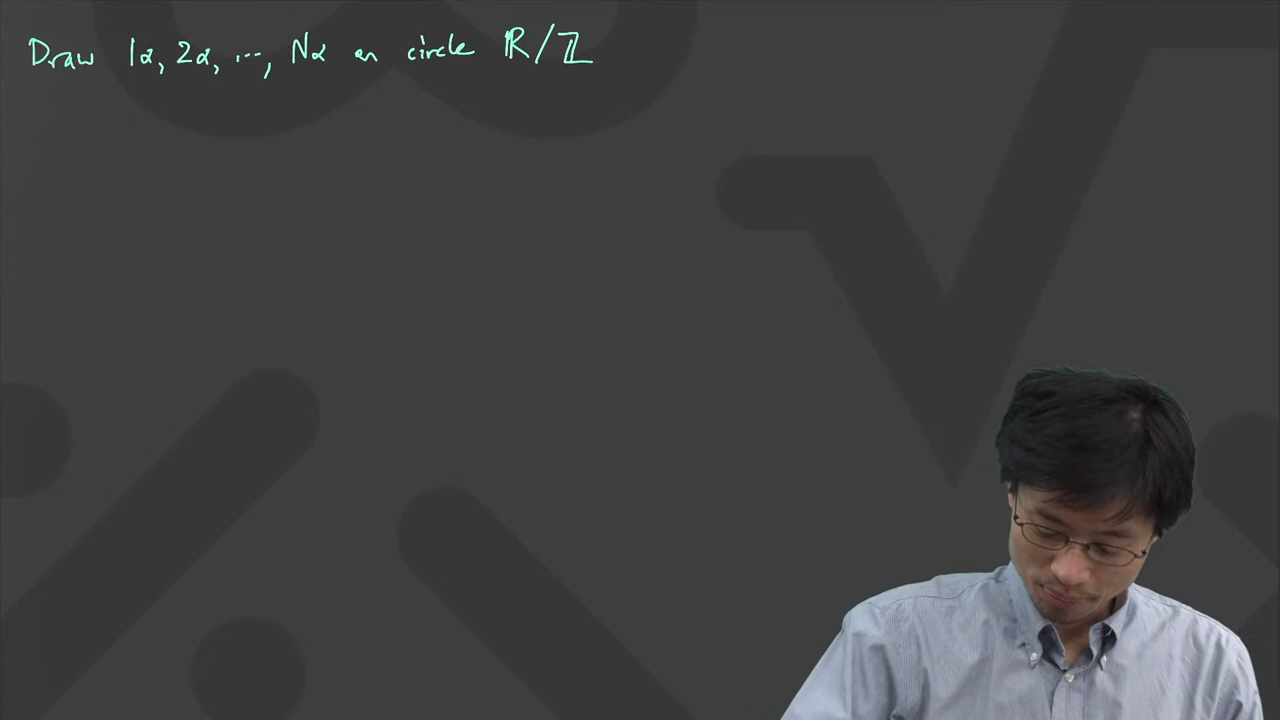 Draw 1α, 2α, ..., Nα on circle ℝ/ℤ